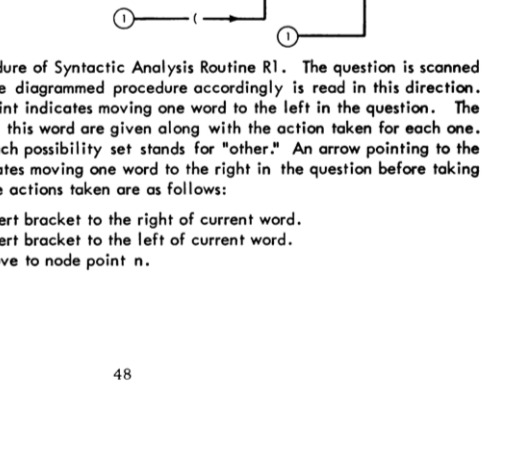 1
(
1
dure of Syntactic Analysis Routine R1. The question is scanned
e diagrammed procedure accordingly is read in this direction.
int indicates moving one word to the left in the question. The
this word are given along with the action taken for each one.
ch possibility set stands for "other." An arrow pointing to the
ates moving one word to the right in the question before taking
e actions taken are as follows:
ert bracket to the right of current word.
ert bracket to the left of current word.
ve to node point n.
48